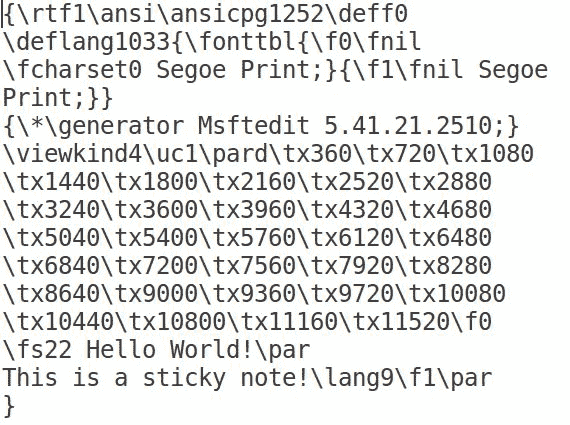 {\rtf1\ansi\ansicpg1252\deff0
\deflang1033{\fonttbl{\f0\fnil
\fcharset0 Segoe Print;}{\f1\fnil Segoe
Print;}}
{\*\generator Msftedit 5.41.21.2510;}
\viewkind4\uc1\pard\tx360\tx720\tx1080
\tx1440\tx1800\tx2160\tx2520\tx2880
\tx3240\tx3600\tx3960\tx4320\tx4680
\tx5040\tx5400\tx5760\tx6120\tx6480
\tx6840\tx7200\tx7560\tx7920\tx8280
\tx8640\tx9000\tx9360\tx9720\tx10080
\tx10440\tx10800\tx11160\tx11520\f0
\fs22 Hello World!\par
This is a sticky note!\lang9\f1\par
}